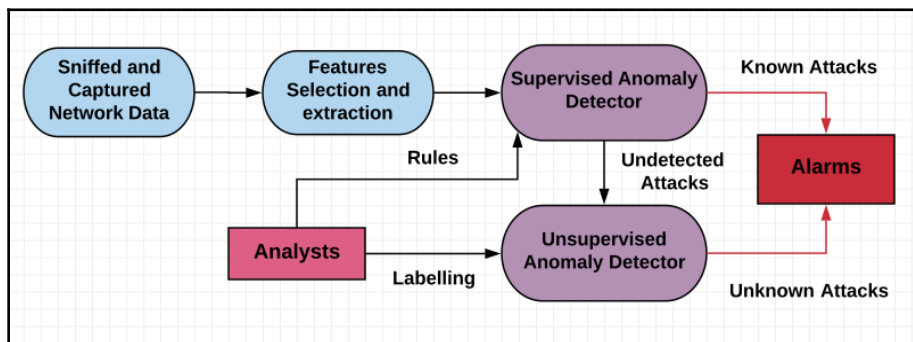 Sniffed and
Captured
Network Data
Features
Selection and
extraction
Supervised Anomaly
Detector
Known Attacks
Rules
Undetected
Attacks
Alarms
Analysts
Labelling
Unsupervised
Anomaly Detector
Unknown Attacks